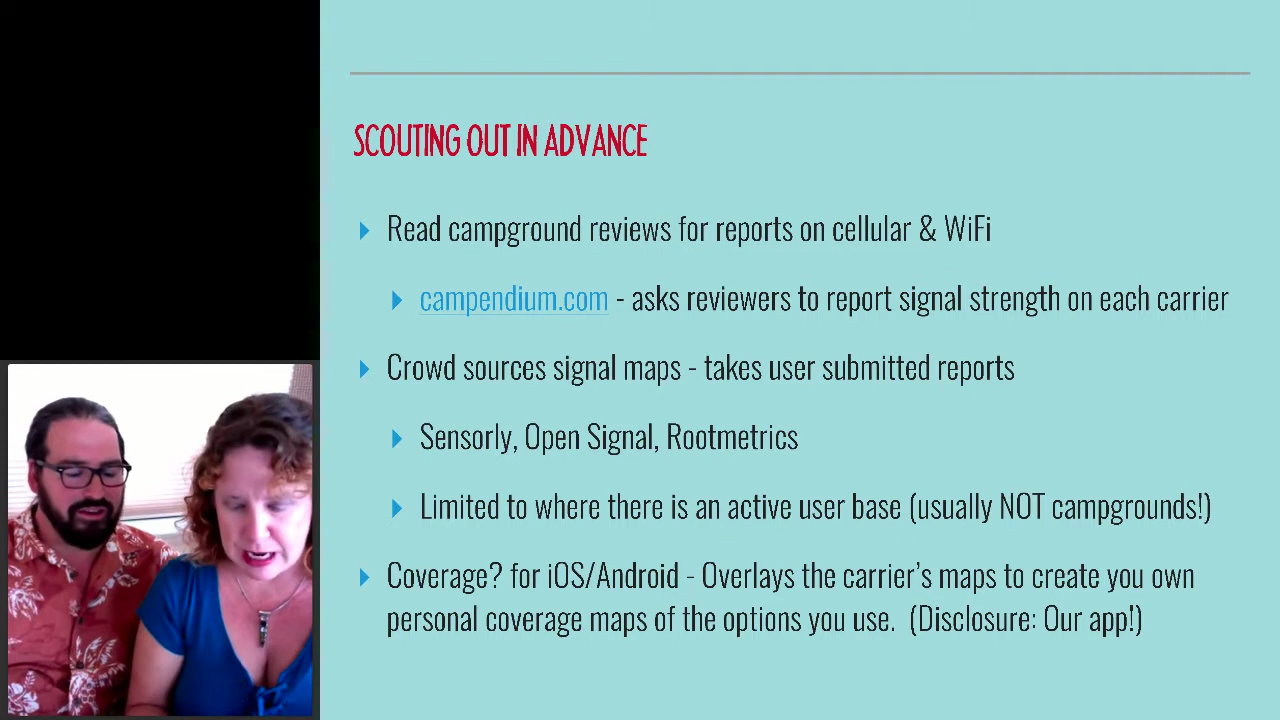 SCOUTING OUT IN ADVANCE
Read campground reviews for reports on cellular & WiFi
campendium.com - asks reviewers to report signal strength on each carrier
Crowd sources signal maps - takes user submitted reports
Sensorly, Open Signal, Rootmetrics
Limited to where there is an active user base (usually NOT campgrounds!)
Coverage? for iOS/Android - Overlays the carrier's maps to create you own
personal coverage maps of the options you use. (Disclosure: Our app!)